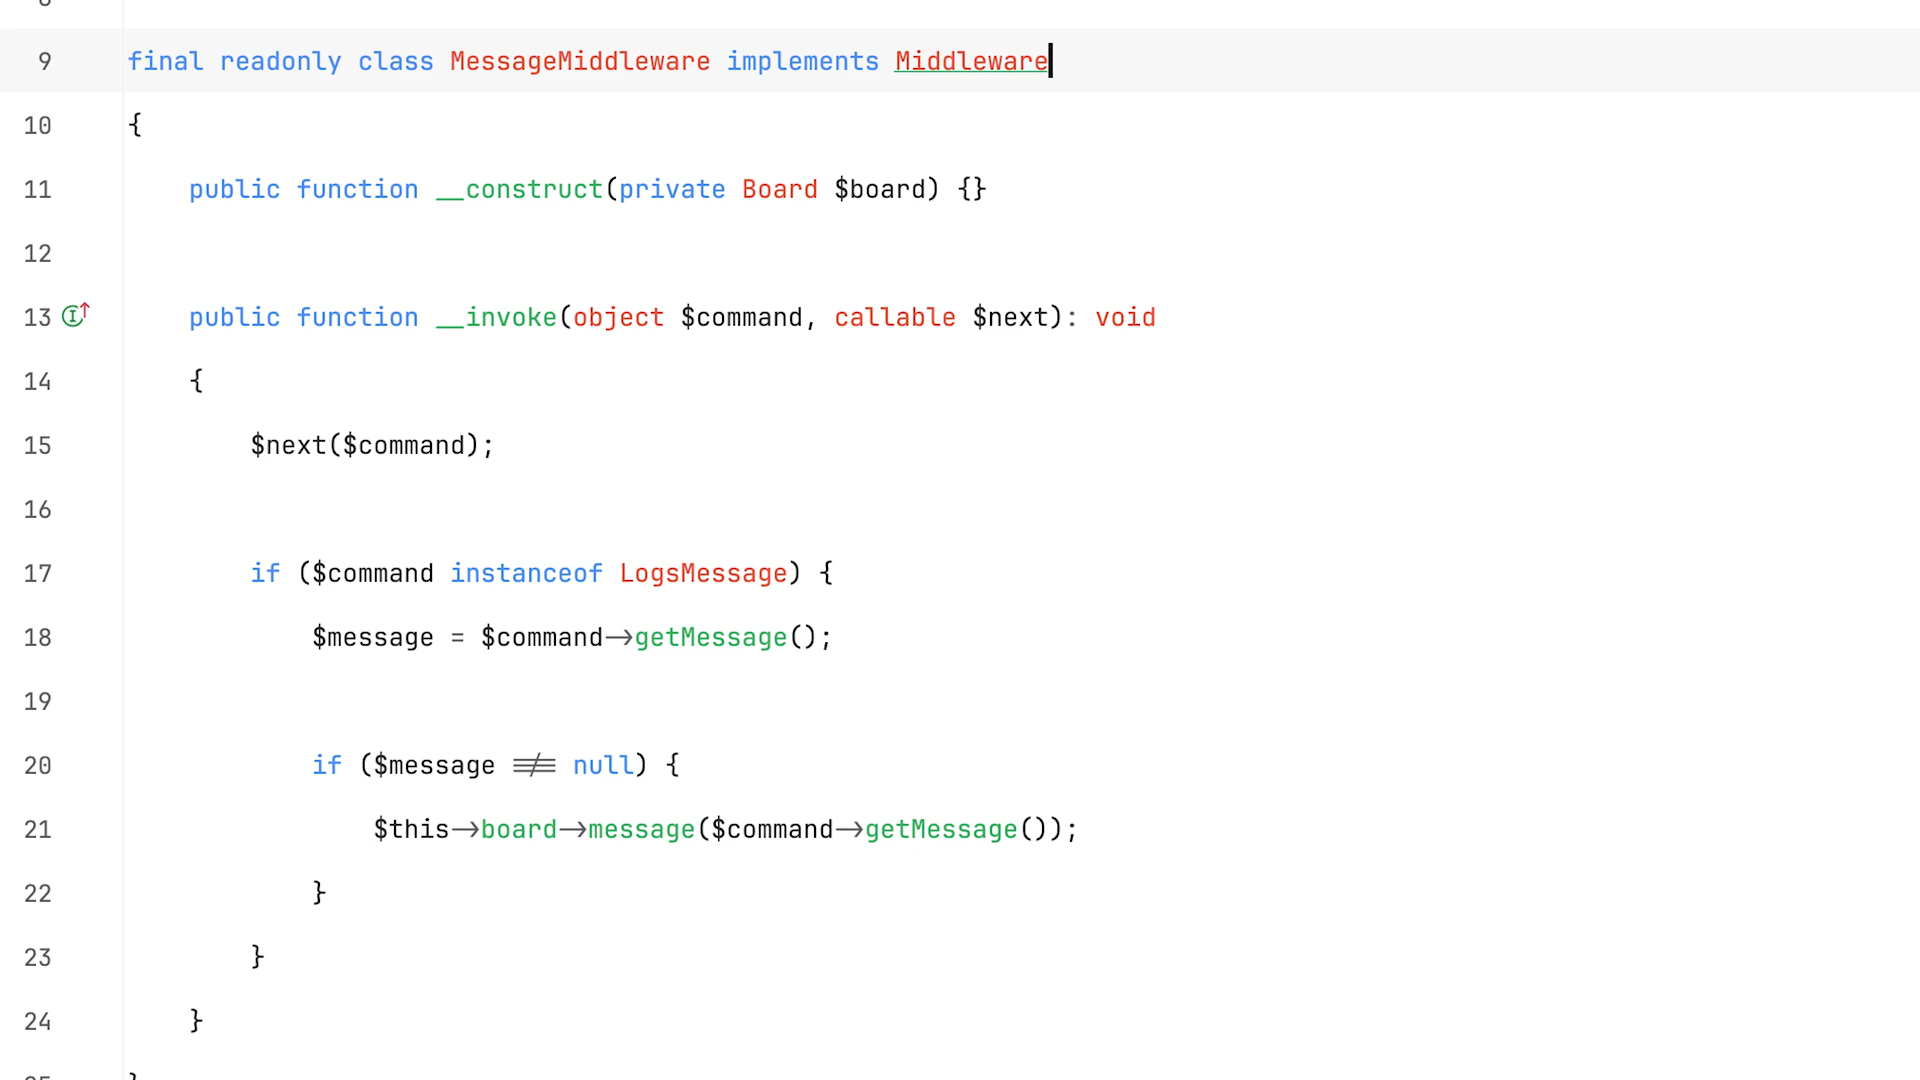 9 final readonly class MessageMiddleware implements Middleware
10 {
11 public function __construct(private Board $board) {}
12
13 public function __invoke(object $command, callable $next): void
14 {
15 $next($command);
16
17 if ($command instanceof LogsMessage) {
18 $message = $command->getMessage();
19
20 if ($message !== null) {
21 $this->board->message($command->getMessage());
22 }
23 }
24 }